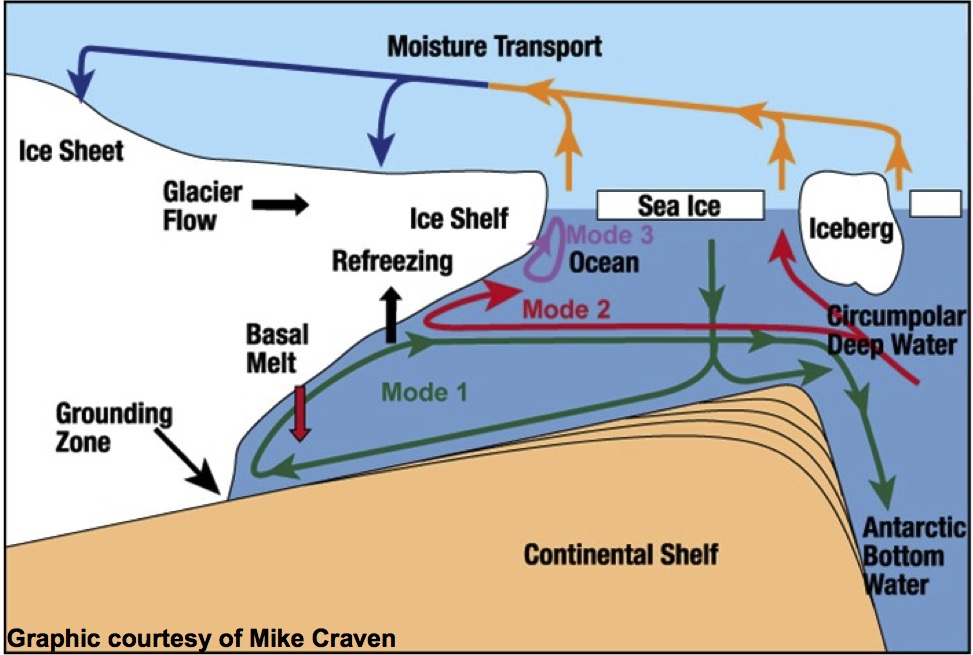 Moisture Transport
Ice Sheet
Glacier
Flow
Ice Shelf
Sea Ice
Iceberg
Mode 3
Ocean
Refreezing
Mode 2
Circumpolar
Deep Water
Basal
Melt
Mode 1
Grounding
Zone
Antarctic
Bottom
Water
Continental Shelf
Graphic courtesy of Mike Craven